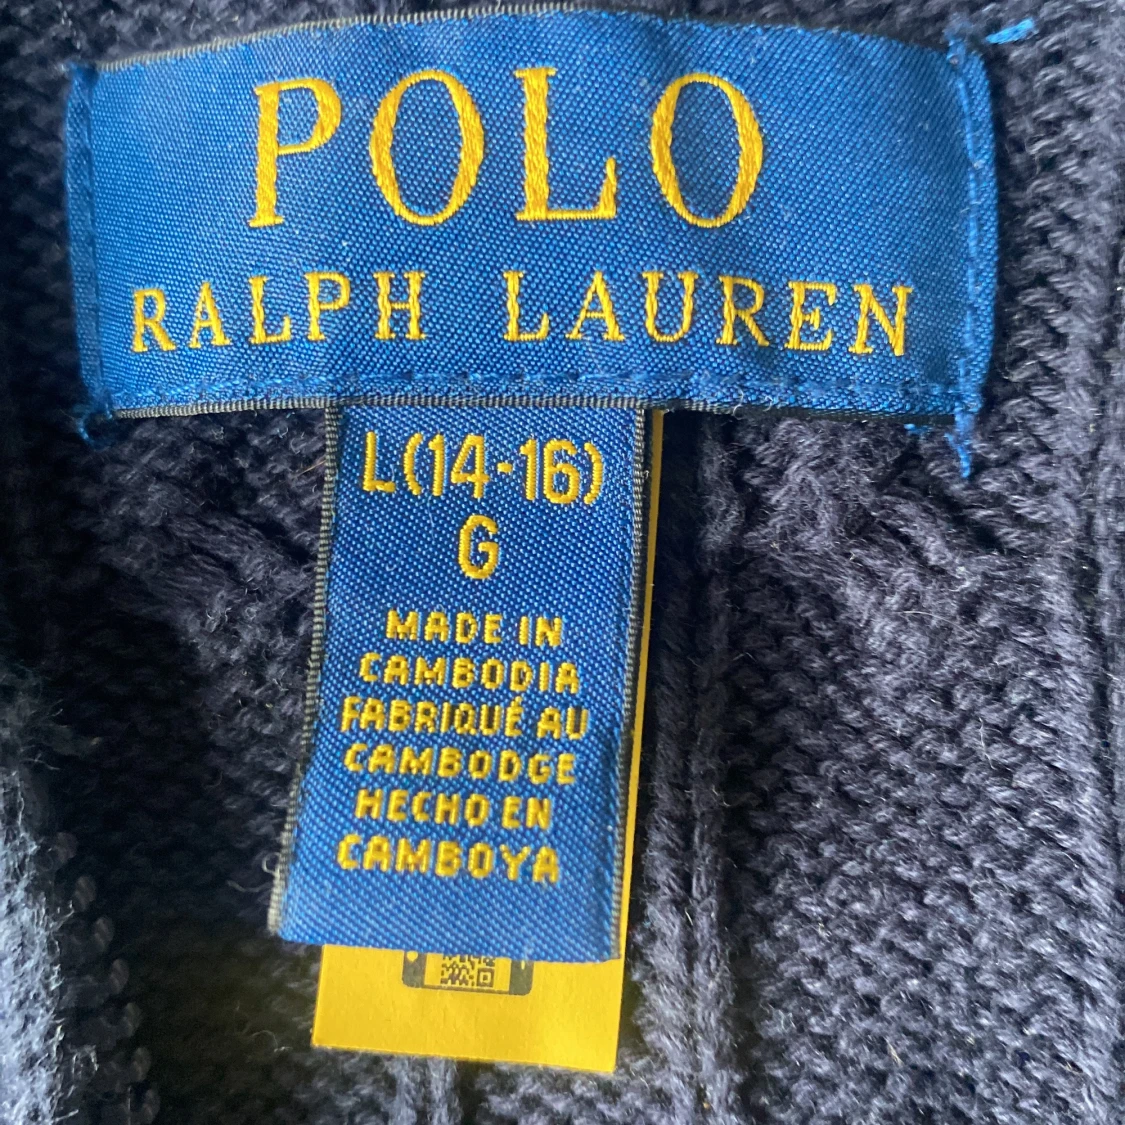 POLO
RALPH LAUREN
L(14-16)
G
MADE IN
CAMBODIA
FABRIQUÉ AU
CAMBODGE
HECHO EN
CAMBOYA